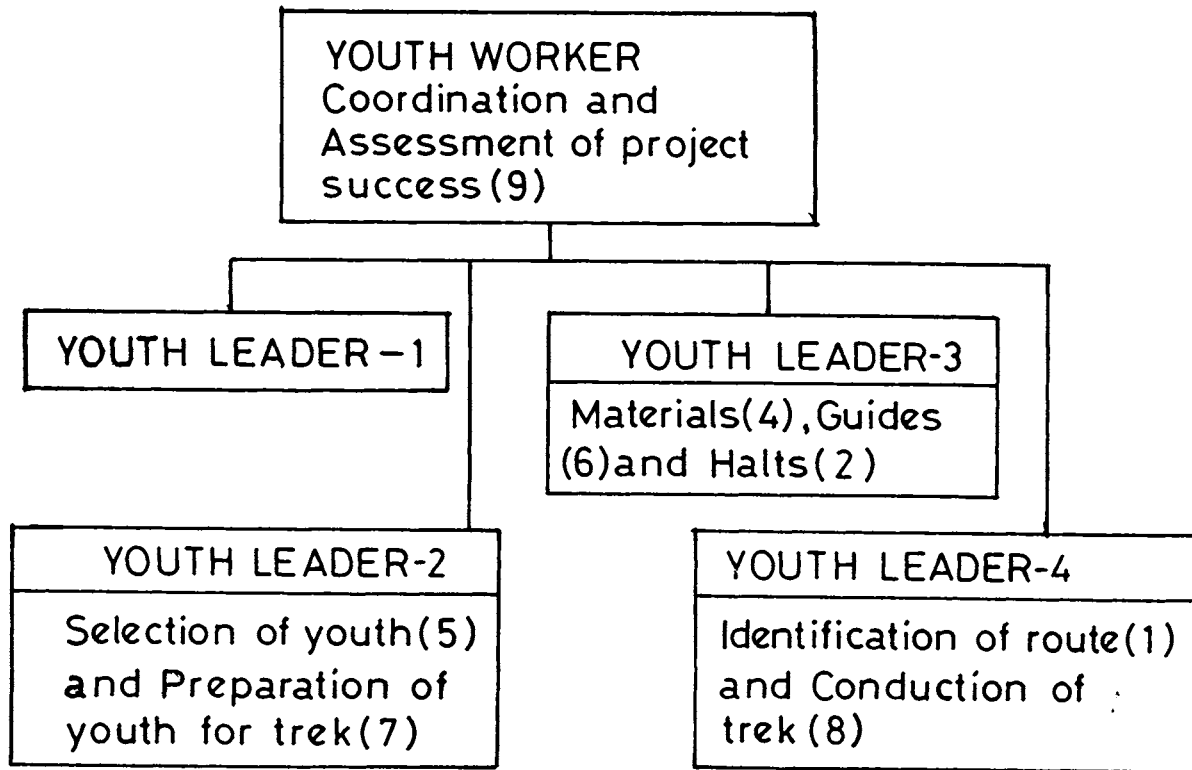 YOUTH WORKER
Coordination and
Assessment of project
success(9)
YOUTH LEADER-1
YOUTH LEADER-3
Materials(4),Guides
(6)and Halts(2)
YOUTH LEADER-2
Selection of youth(5)
and Preparation of
youth for trek(7)
YOUTH LEADER-4
Identification of route(1)
and Conduction of
trek(8)